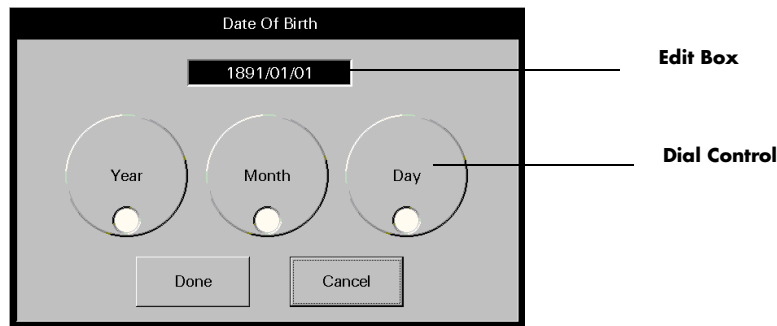 Date Of Birth
1891/01/01
Edit Box
Year
Month
Day
Dial Control
Done
Cancel